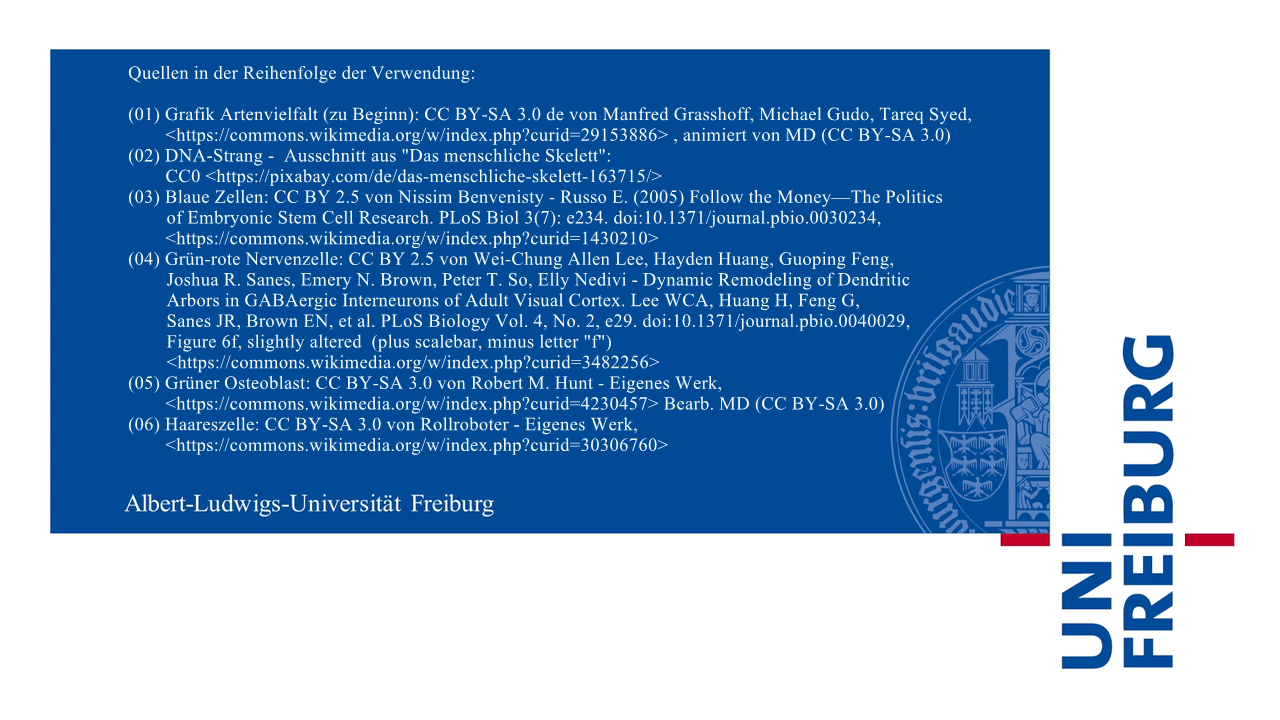 Quellen in der Reihenfolge der Verwendung:
(01) Grafik Artenvielfalt (zu Beginn): CC BY-SA 3.0 de von Manfred Grasshoff, Michael Gudo, Tareq Syed,
<https://commons.wikimedia.org/w/index.php?curid=29153886> , animiert von MD (CC BY-SA 3.0)
(02) DNA-Strang - Ausschnitt aus "Das menschliche Skelett":
CC0 <https://pixabay.com/de/das-menschliche-skelett-163715/>
(03) Blaue Zellen: CC BY 2.5 von Nissim Benvenisty - Russo E. (2005) Follow the Money—The Politics
of Embryonic Stem Cell Research. PLoS Biol 3(7): e234. doi:10.1371/journal.pbio.0030234,
<https://commons.wikimedia.org/w/index.php?curid=1430210>
(04) Grün-rote Nervenzelle: CC BY 2.5 von Wei-Chung Allen Lee, Hayden Huang, Guoping Feng,
Joshua R. Sanes, Emery N. Brown, Peter T. So, Elly Nedivi - Dynamic Remodeling of Dendritic
Arbors in GABAergic Interneurons of Adult Visual Cortex. Lee WCA, Huang H, Feng G,
Sanes JR, Brown EN, et al. PLoS Biology Vol. 4, No. 2, e29. doi:10.1371/journal.pbio.0040029,
Figure 6f, slightly altered (plus scalebar, minus letter "f")
<https://commons.wikimedia.org/w/index.php?curid=3482256>
(05) Grüner Osteoblast: CC BY-SA 3.0 von Robert M. Hunt - Eigenes Werk,
<https://commons.wikimedia.org/w/index.php?curid=4230457> Bearb. MD (CC BY-SA 3.0)
(06) Haareszelle: CC BY-SA 3.0 von Rollroboter - Eigenes Werk,
<https://commons.wikimedia.org/w/index.php?curid=30306760>
Albert-Ludwigs-Universität Freiburg
UNI
FREIBURG